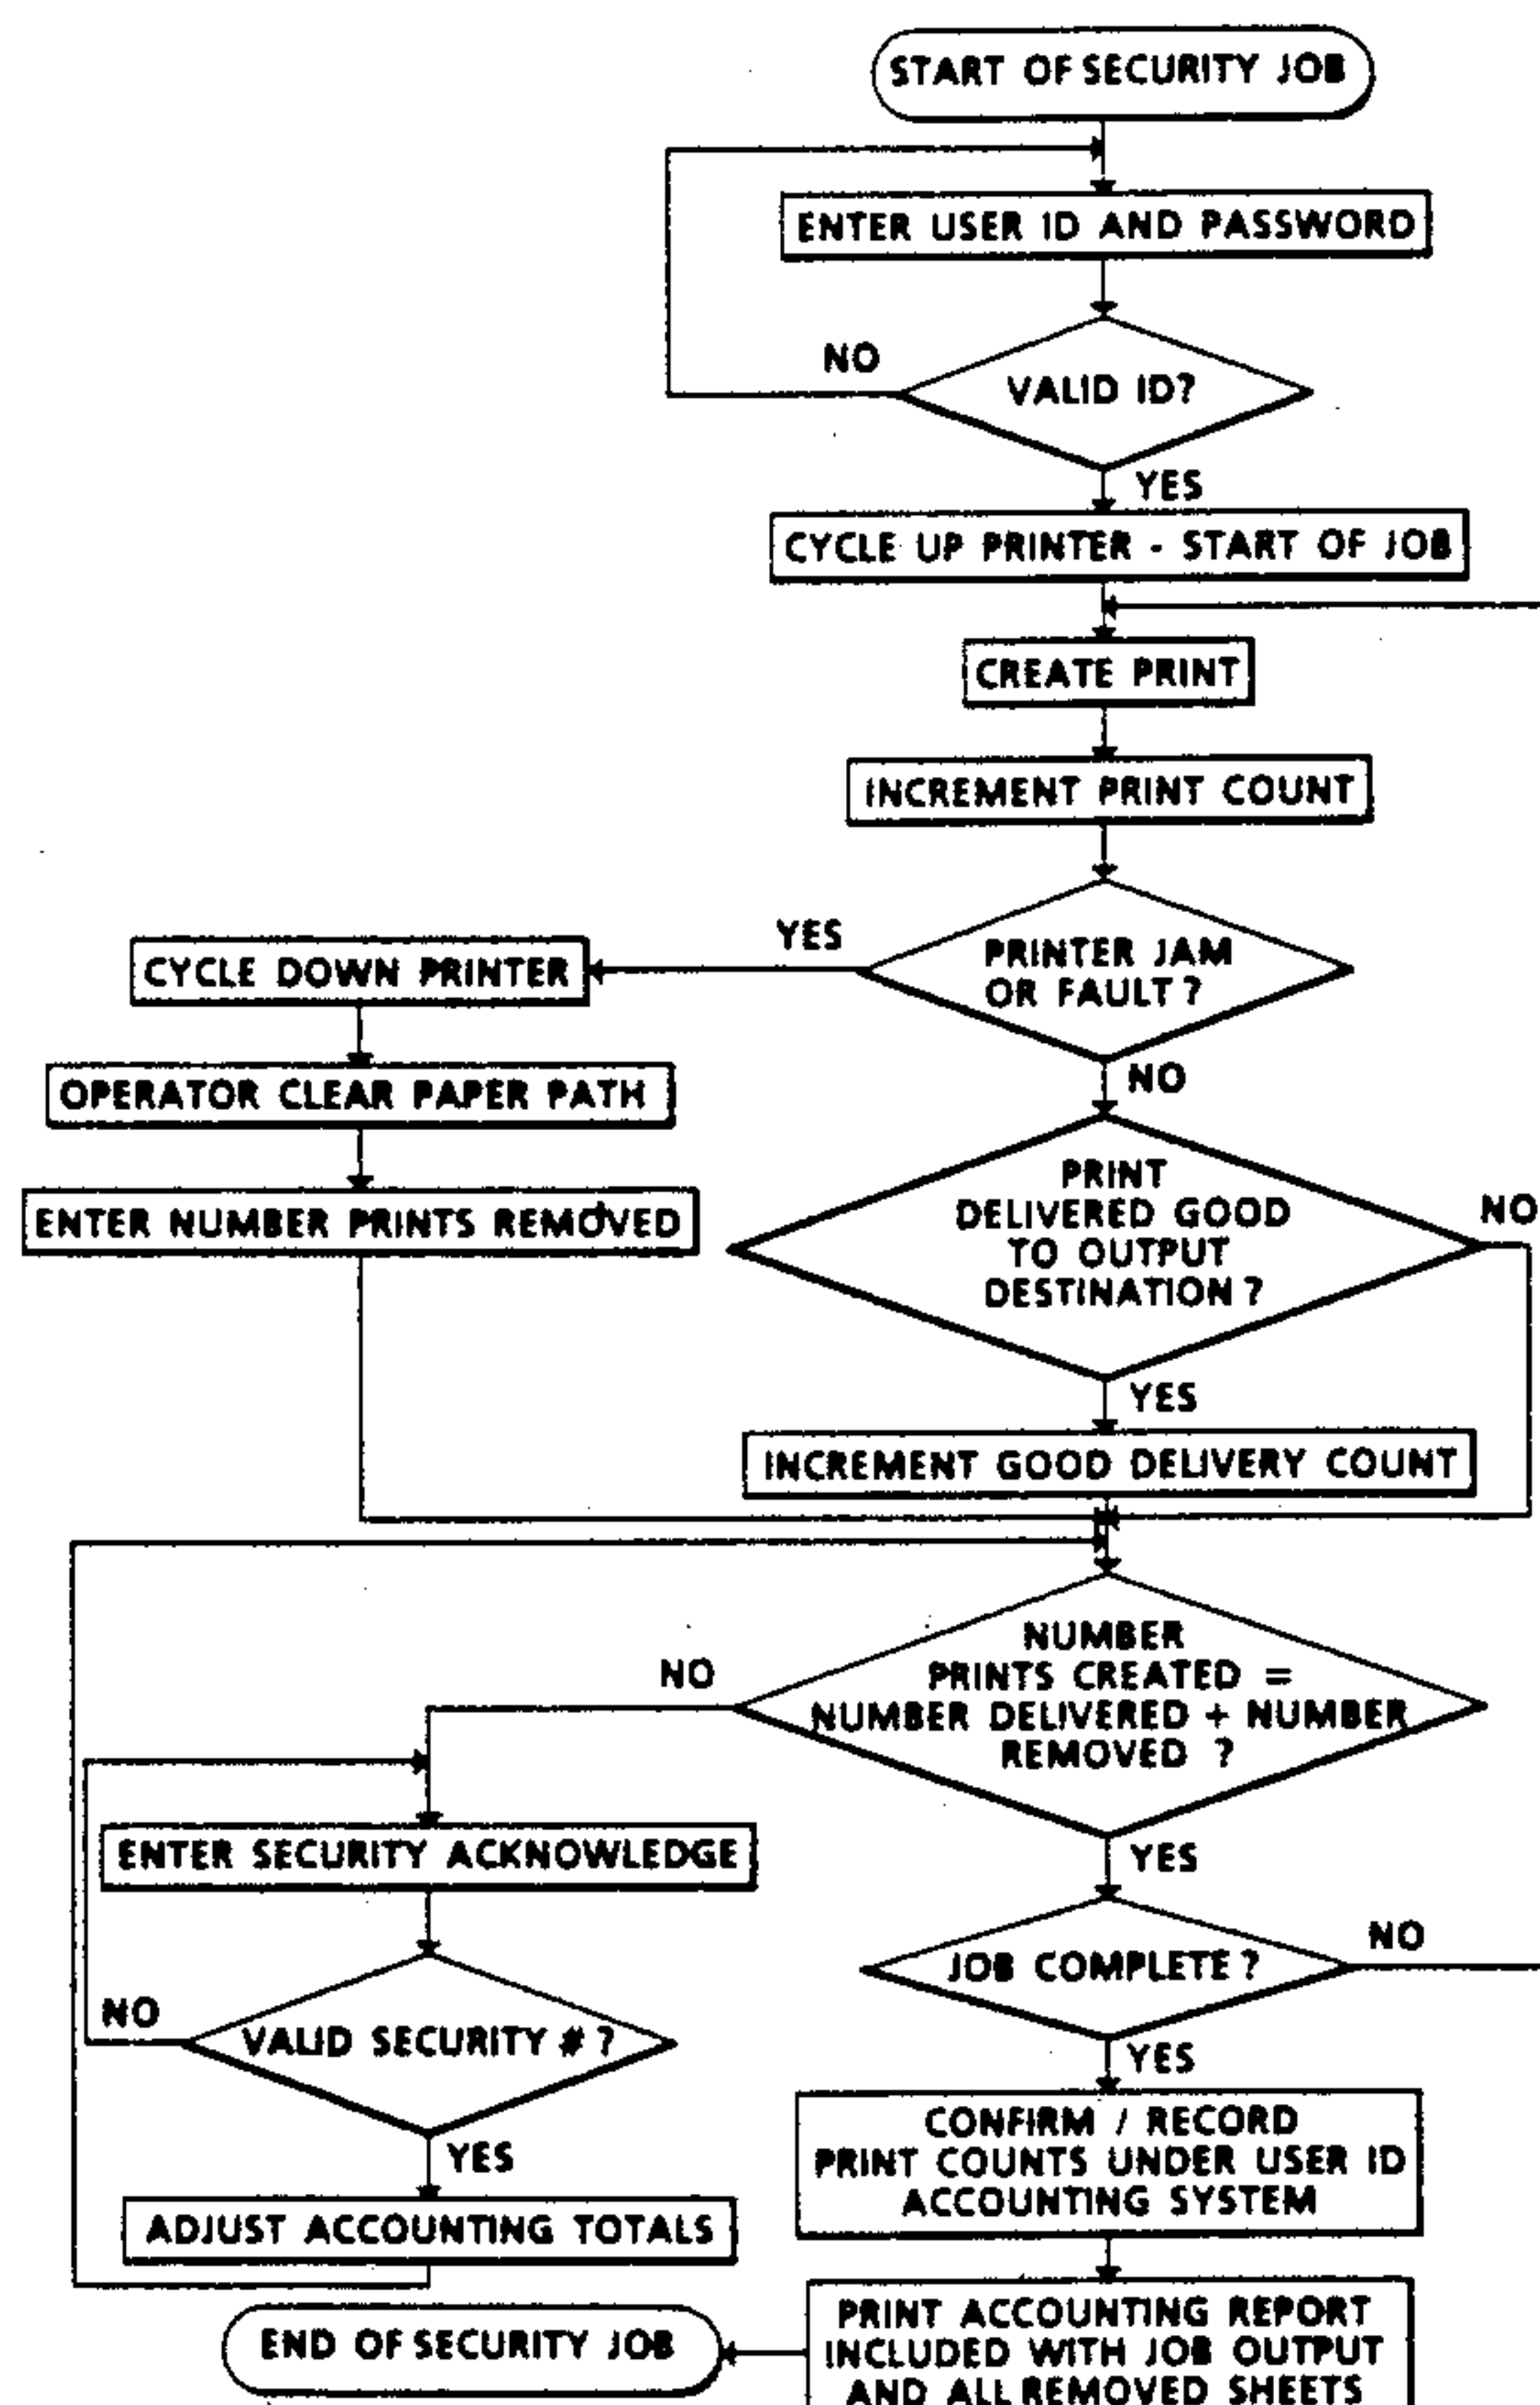 START OF SECURITY JOB
ENTER USER ID AND PASSWORD
NO
VALID ID?
YES
CYCLE UP PRINTER - START OF JOB
CREATE PRINT
INCREMENT PRINT COUNT
YES
PRINTER JAM
OR FAULT?
CYCLE DOWN PRINTER
OPERATOR CLEAR PAPER PATH
ENTER NUMBER PRINTS REMOVED
NO
PRINT
DELIVERED GOOD
TO OUTPUT
DESTINATION?
NO
YES
INCREMENT GOOD DELIVERY COUNT
NUMBER
PRINTS CREATED =
NUMBER DELIVERED + NUMBER
REMOVED ?
NO
ENTER SECURITY ACKNOWLEDGE
NO
VALID SECURITY # ?
YES
ADJUST ACCOUNTING TOTALS
YES
JOB COMPLETE ?
NO
YES
CONFIRM / RECORD
PRINT COUNTS UNDER USER ID
ACCOUNTING SYSTEM
PRINT ACCOUNTING REPORT
INCLUDED WITH JOB OUTPUT
AND ALL REMOVED SHEETS
END OF SECURITY JOB